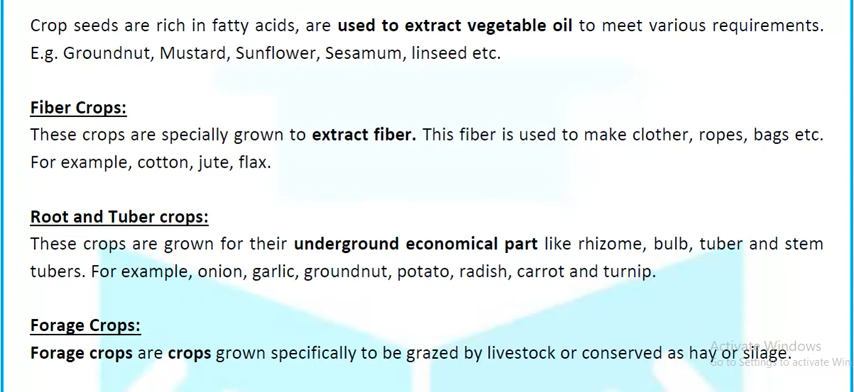 Crop seeds are rich in fatty acids, are used to extract vegetable oil to meet various requirements.
E.g. Groundnut, Mustard, Sunflower, Sesamum, linseed etc.
Fiber Crops:
These crops are specially grown to extract fiber. This fiber is used to make clother, ropes, bags etc.
For example, cotton, jute, flax.
Root and Tuber crops:
These crops are grown for their underground economical part like rhizome, bulb, tuber and stem
tubers. For example, onion, garlic, groundnut, potato, radish, carrot and turnip.
Forage Crops:
Activate Windows
Forage crops are crops grown specifically to be grazed by livestock or conserved as hay or silage.
Go to Settings to activate Win